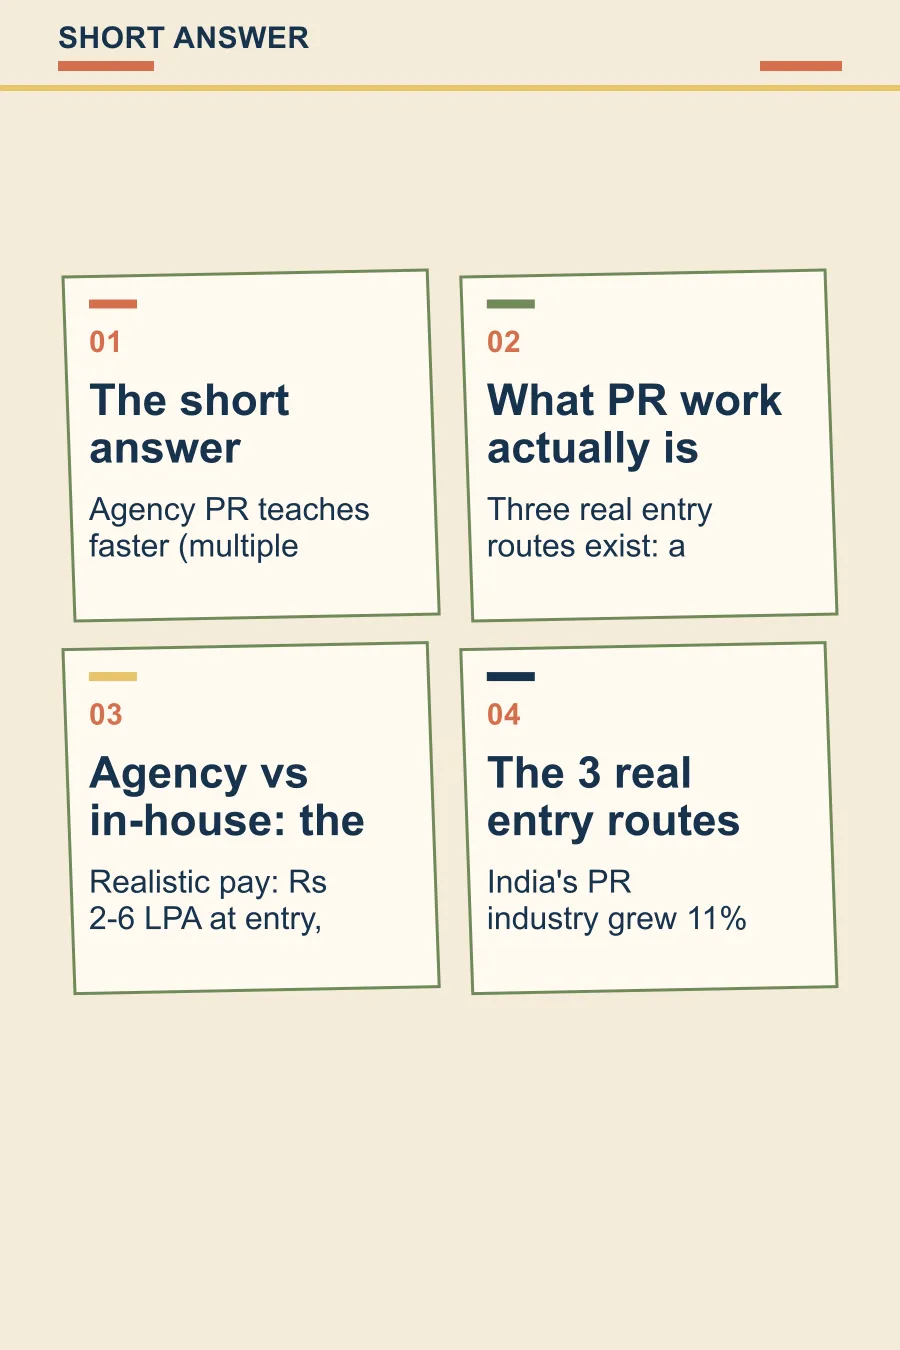 SHORT ANSWER
01
The short
answer
Agency PR teaches
faster (multiple
02
What PR work
actually is
Three real entry
routes exist: a
03
Agency vs
in-house: the
Realistic pay: Rs
2-6 LPA at entry,
04
The 3 real
entry routes
India's PR
industry grew 11%